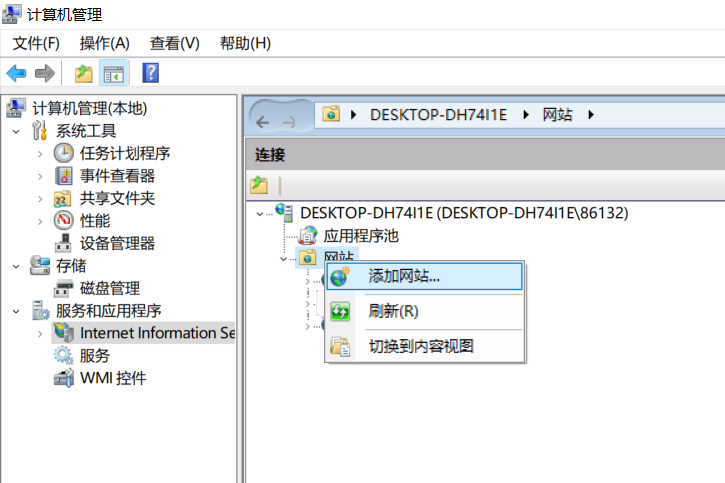 计算机管理
文件(F) 操作(A) 查看(V) 帮助(H)
计算机管理(本地)
系统工具
任务计划程序
事件查看器
共享文件夹
性能
设备管理器
存储
磁盘管理
服务和应用程序
Internet Information Se
服务
WMI 控件
DESKTOP-DH74I1E 网站
连接
DESKTOP-DH74I1E (DESKTOP-DH74I1E\86132)
应用程序池
网站
添加网站...
刷新(R)
切换到内容视图